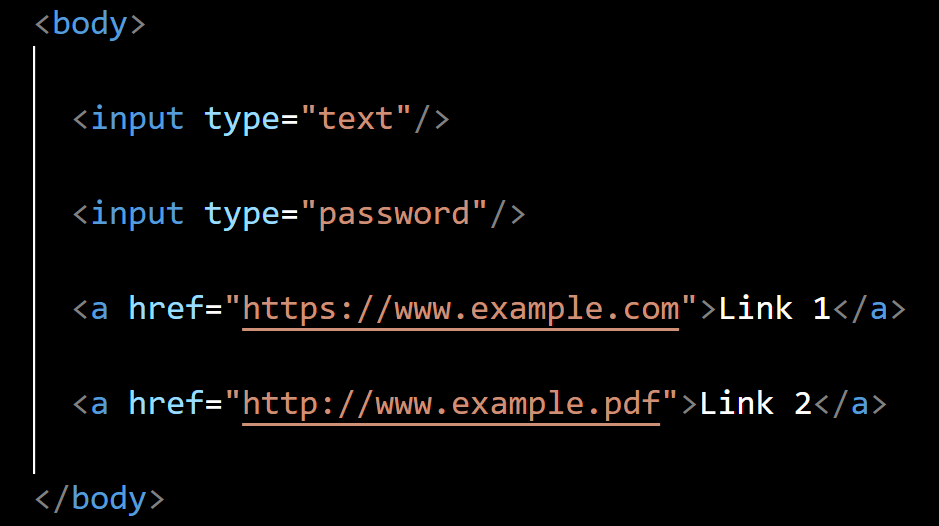 <body>
<input type="text"/>
<input type="password"/>
<a href="https://www.example.com">Link 1</a>
<a href="http://www.example.pdf">Link 2</a>
</body>